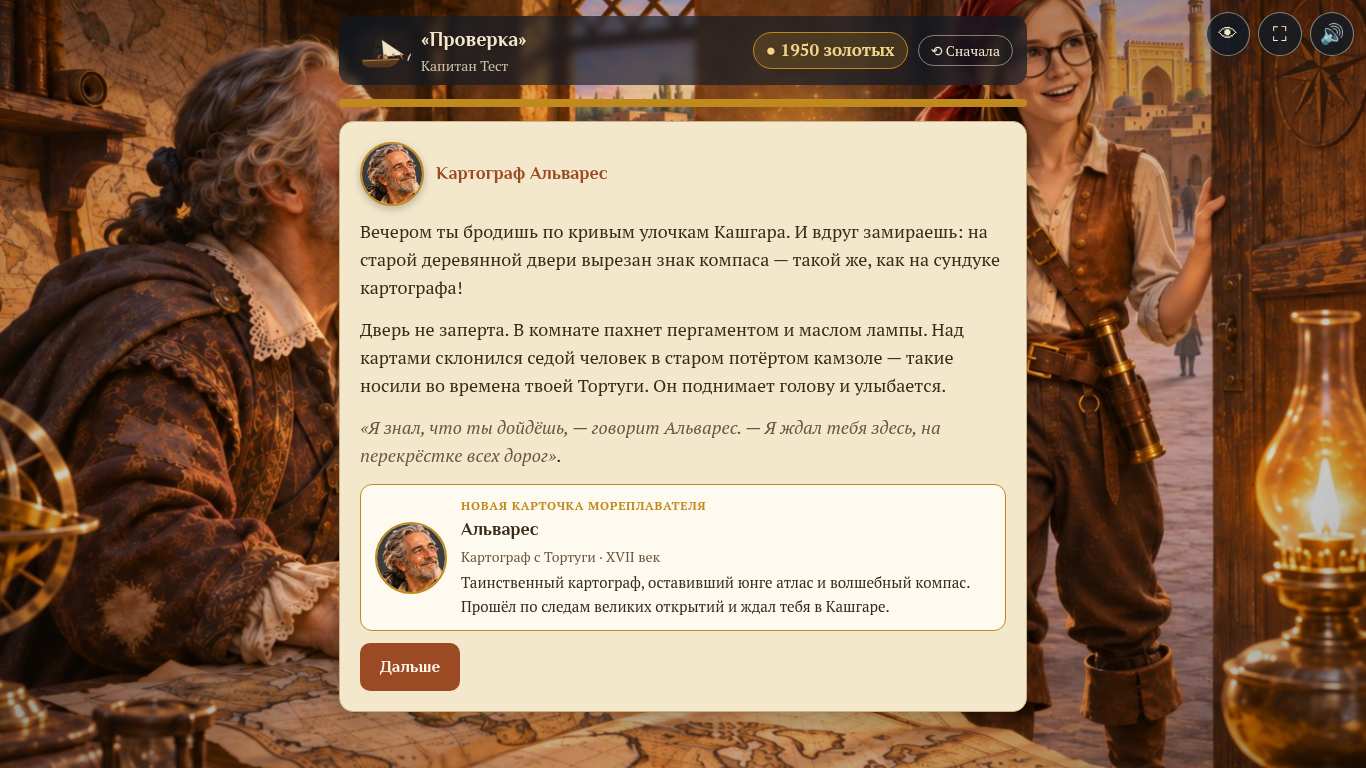 «Проверка»
Капитан Тест
● 1950 золотых
⟲ Сначала
Картограф Альварес
Вечером ты бродишь по кривым улочкам Кашгара. И вдруг замираешь: на
старой деревянной двери вырезан знак компаса — такой же, как на сундуке
картографа!
Дверь не заперта. В комнате пахнет пергаментом и маслом лампы. Над
картами склонился седой человек в старом потёртом камзоле — такие
носили во времена твоей Тортуги. Он поднимает голову и улыбается.
«Я знал, что ты дойдёшь, — говорит Альварес. — Я ждал тебя здесь, на
перекрёстке всех дорог».
НОВАЯ КАРТОЧКА МОРЕПЛАВАТЕЛЯ
Альварес
Картограф с Тортуги · XVII век
Таинственный картограф, оставивший юнге атлас и волшебный компас.
Прошёл по следам великих открытий и ждал тебя в Кашгаре.
Дальше